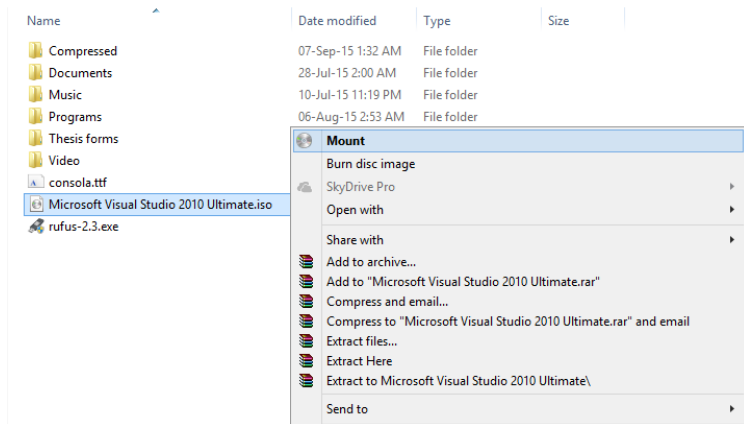 Name Date modified Type Size
Compressed 07-Sep-15 1:32 AM File folder
Documents 28-Jul-15 2:00 AM File folder
Music 10-Jul-15 11:19 PM File folder
Programs 06-Aug-15 2:53 AM File folder
Thesis forms
Video
consola.ttf
Microsoft Visual Studio 2010 Ultimate.iso
rufus-2.3.exe
Mount
Burn disc image
SkyDrive Pro
Open with
Share with
Add to archive...
Add to "Microsoft Visual Studio 2010 Ultimate.rar"
Compress and email...
Compress to "Microsoft Visual Studio 2010 Ultimate.rar" and email
Extract files...
Extract Here
Extract to Microsoft Visual Studio 2010 Ultimate\
Send to